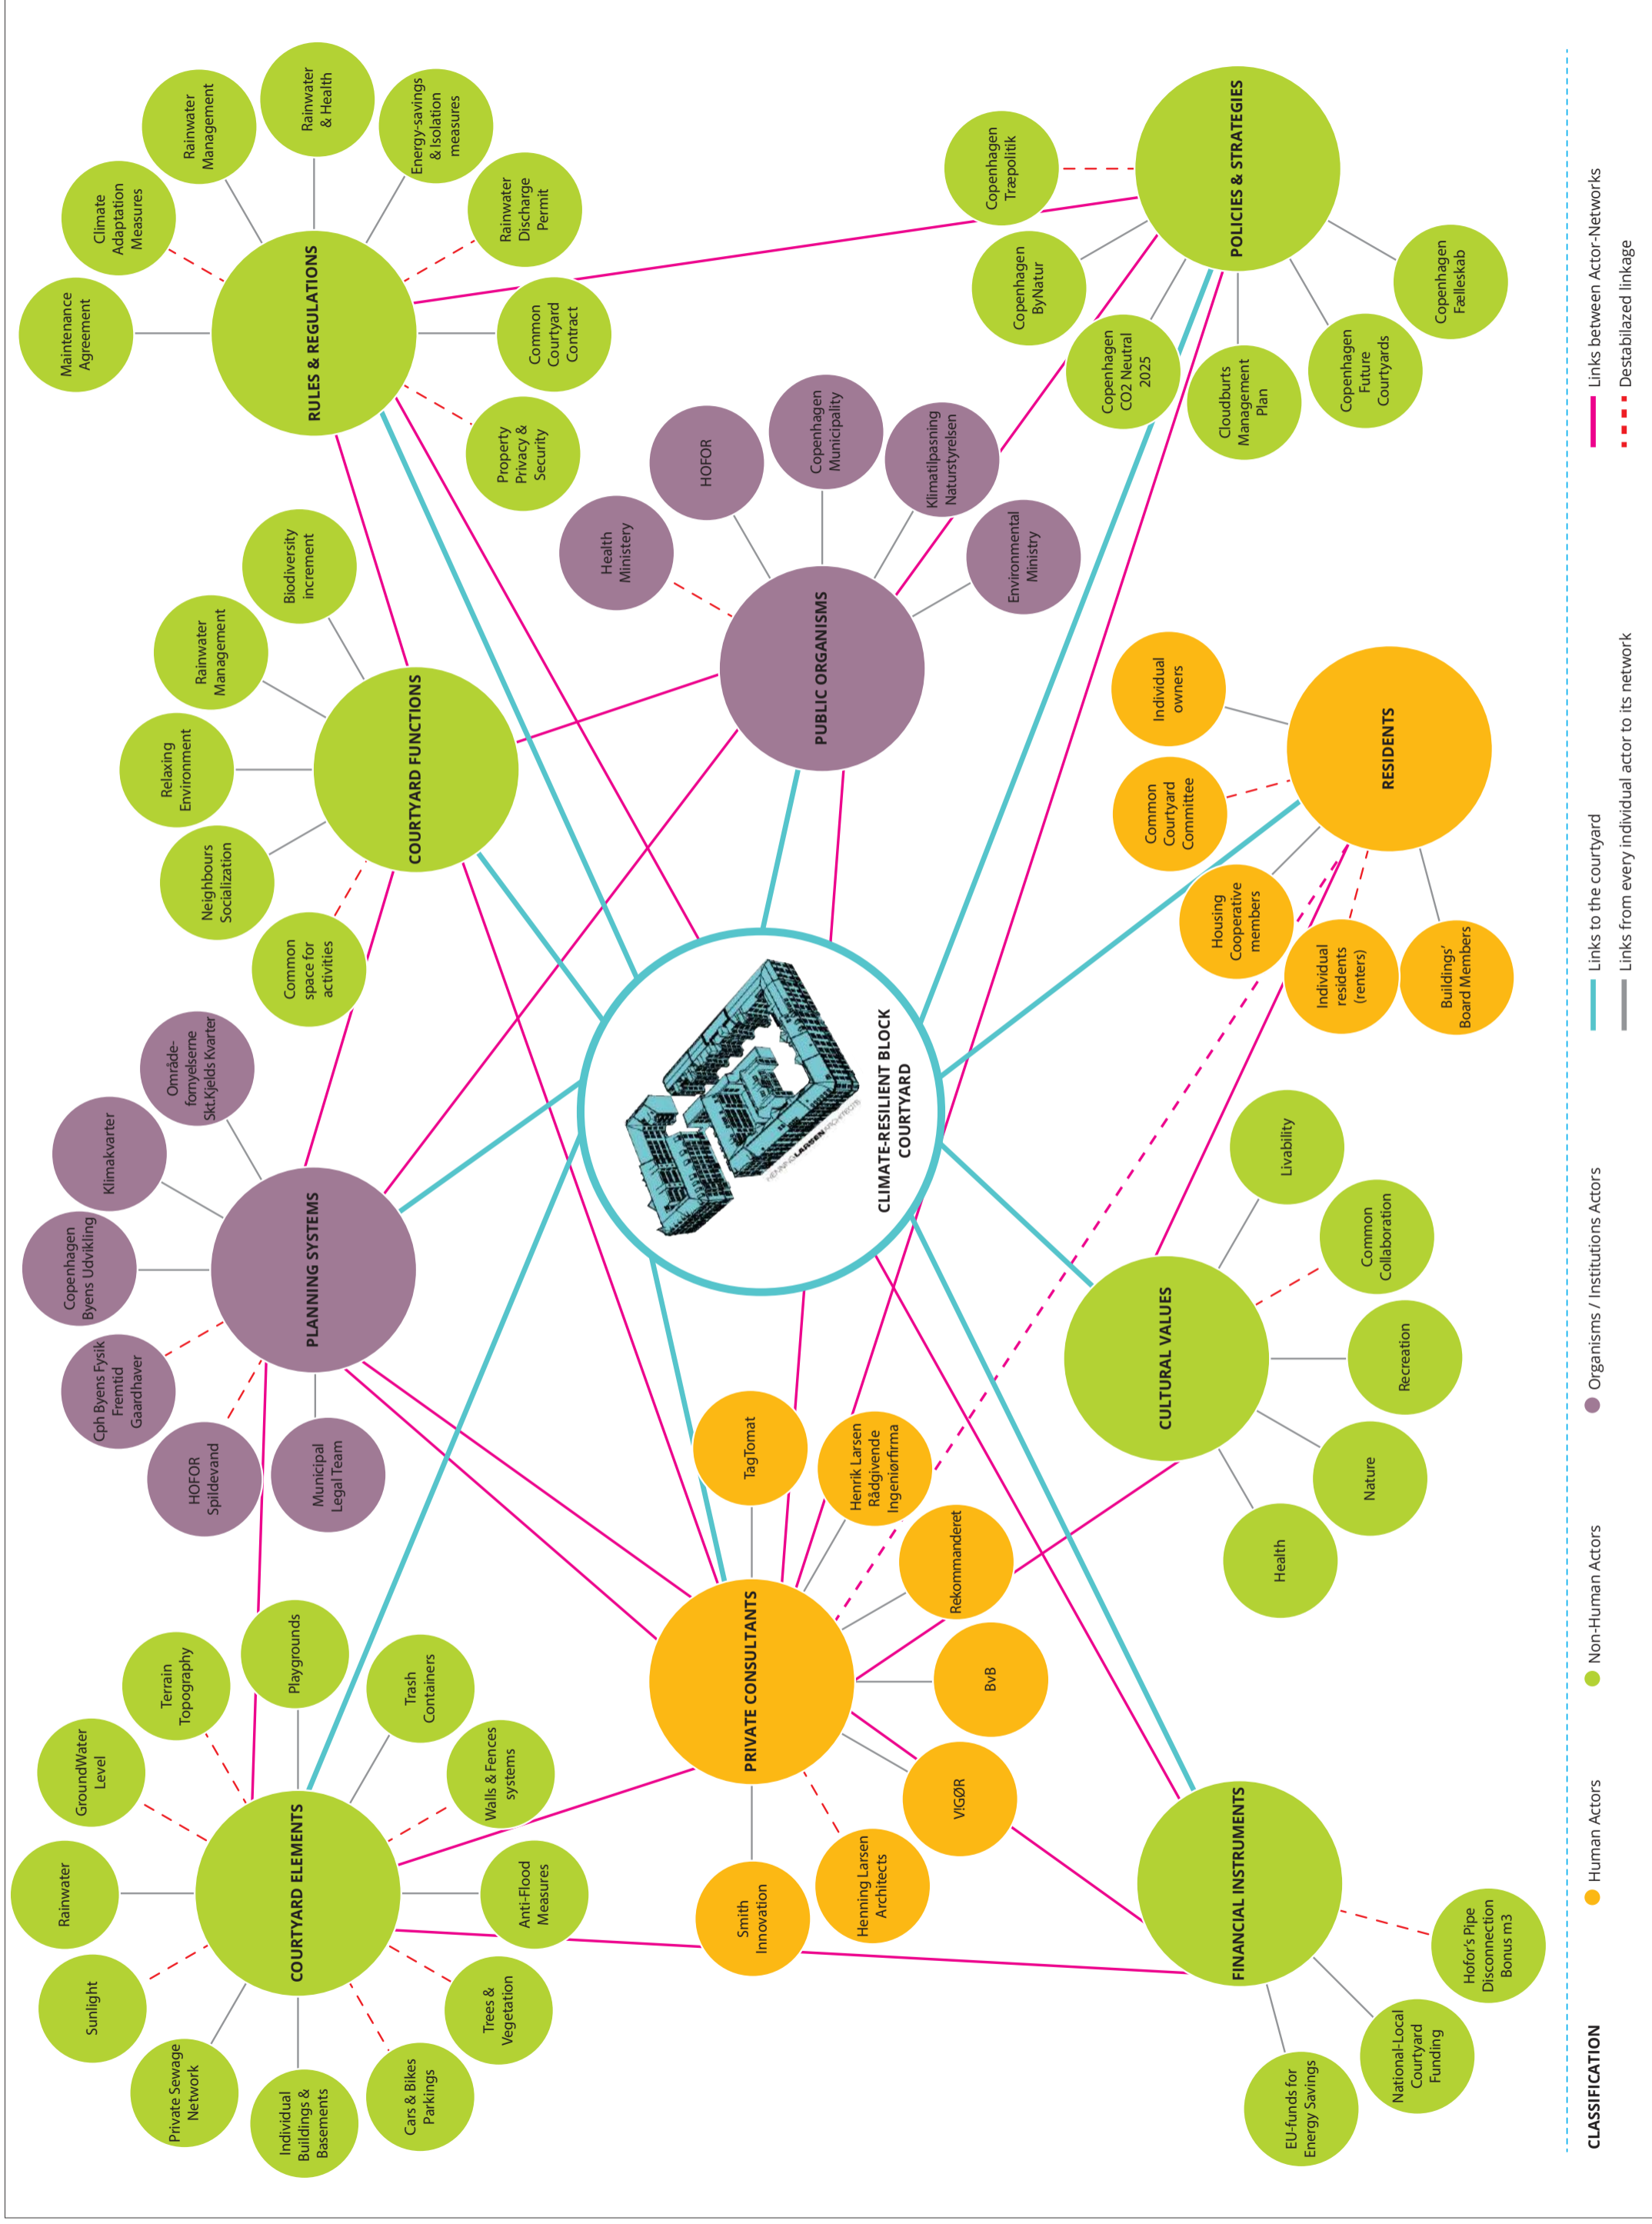 COURTYARD ELEMENTS
Rainwater
GroundWater
Level
Terrain
Topography
Playgrounds
Trash
Containers
Walls & Fences
systems
Anti-Flood
Measures
Trees &
Vegetation
Cars & Bikes
Parkings
Individual
Buildings &
Basements
Private Sewage
Network
Sunlight
PLANNING SYSTEMS
HOFOR
Spildevand
Cph Byens Fysik
Fremtid
Gaardhaver
Copenhagen
Byens Udvikling
Klimakvarter
Område-
fornyelserne
Skt.Kjelds Kvarter
Municipal
Legal Team
COURTYARD FUNCTIONS
Common
space for
activities
Neighbours
Socialization
Relaxing
Environment
Rainwater
Management
Biodiversity
increment
RULES & REGULATIONS
Maintenance
Agreement
Climate
Adaptation
Measures
Rainwater
Management
Rainwater
& Health
Energy-savings
& Isolation
measures
Rainwater
Discharge
Permit
Common
Courtyard
Contract
Property
Privacy &
Security
PUBLIC ORGANISMS
Health
Ministery
HOFOR
Copenhagen
Municipality
Klimatilpasning
Naturstyrelsen
Environmental
Ministry
HENNINGLARSENARCHITECTS
CLIMATE-RESILIENT BLOCK
COURTYARD
PRIVATE CONSULTANTS
TagTomat
Henrik Larsen
Rådgivende
Ingeniørfirma
Rekommanderet
BvB
V!GØR
Henning Larsen
Architects
Smith
Innovation
POLICIES & STRATEGIES
Copenhagen
Træpolitik
Copenhagen
ByNatur
Copenhagen
CO2 Neutral
2025
Cloudbursts
Management
Plan
Copenhagen
Future
Courtyards
Copenhagen
Fælleskab
RESIDENTS
Individual
owners
Common
Courtyard
Committee
Housing
Cooperative
members
Individual
residents
(renters)
Buildings’
Board Members
CULTURAL VALUES
Livability
Common
Collaboration
Recreation
Nature
Health
FINANCIAL INSTRUMENTS
EU-funds for
Energy Savings
National-Local
Courtyard
Funding
Hofor’s Pipe
Disconnection
Bonus m3
CLASSIFICATION
Human Actors
Non-Human Actors
Organisms / Institutions Actors
Links to the courtyard
Links from every individual actor to its network
Links between Actor-Networks
Destabilazed linkage